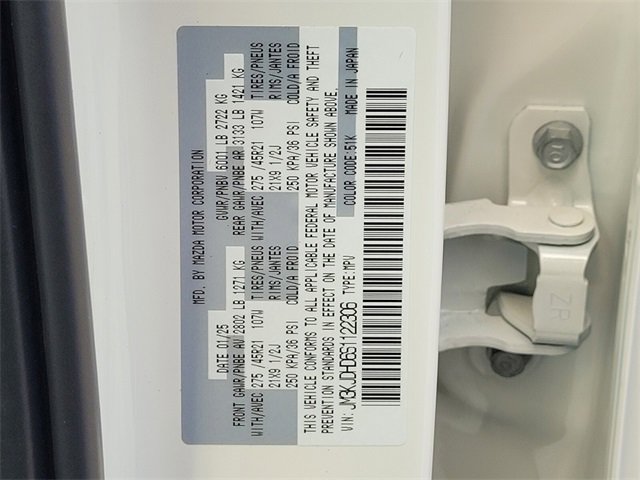 MFD. BY MAZDA MOTOR CORPORATION
DATE 01/25 GVWR/PNBV 6001 LB 2722 KG
FRONT GAWR/PNBE AV 2802 LB 1271 KG REAR GAWR/PNBE AR 3133 LB 1421 KG
WITH/AVEC 275 /45R21 107W TIRES/PNEUS WITH/AVEC 275 /45R21 107W TIRES/PNEUS
21X9 1/2J RIMS/JANTES 21X9 1/2J RIMS/JANTES
250 KPA/36 PSI COLD/A FROID 250 KPA/36 PSI COLD/A FROID
THIS VEHICLE CONFORMS TO ALL APPLICABLE FEDERAL MOTOR VEHICLE SAFETY AND THEFT
PREVENTION STANDARDS IN EFFECT ON THE DATE OF MANUFACTURE SHOWN ABOVE.
VIN: JM3KJDHD6S1122306 TYPE:MPV COLOR CODE:51K MADE IN JAPAN
ZR